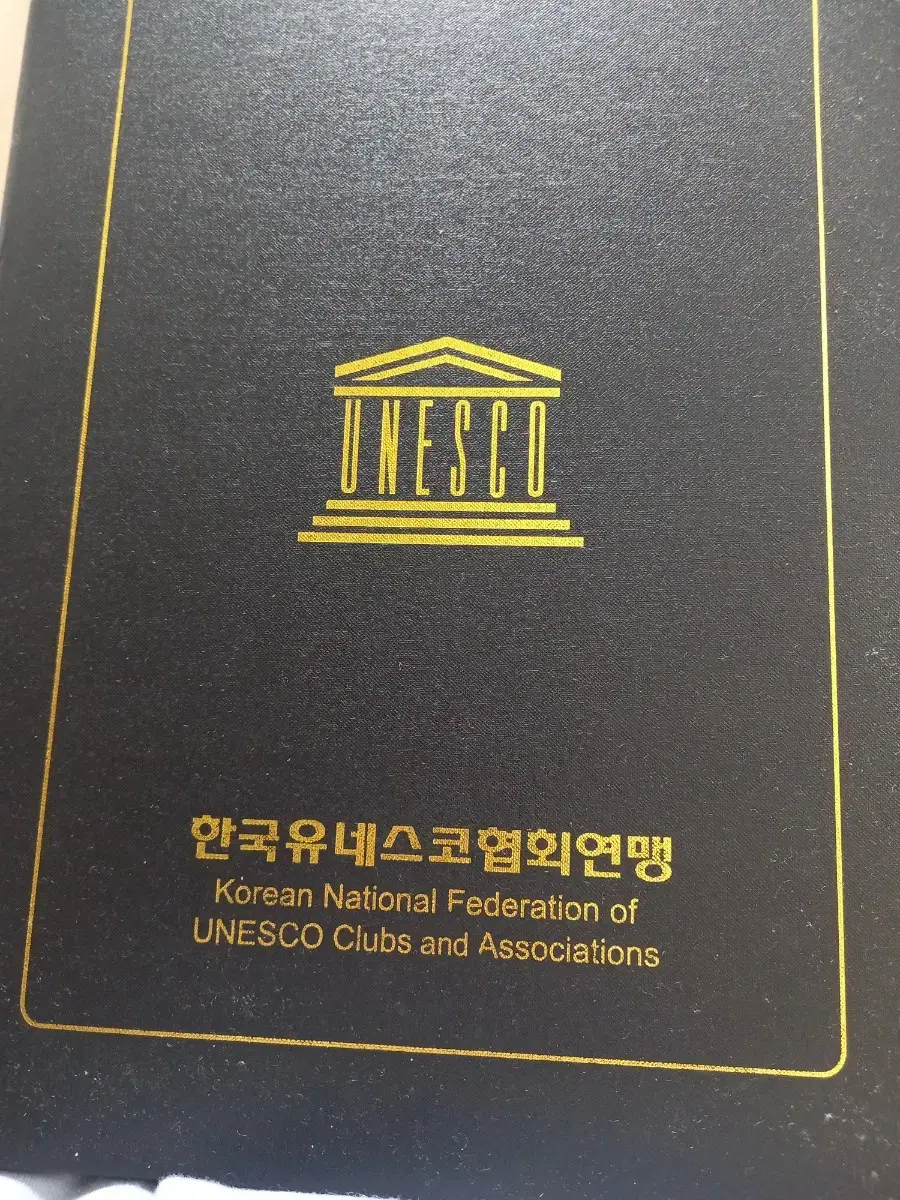 UNESCO
한국유네스코협회연맹
Korean National Federation of
UNESCO Clubs and Associations